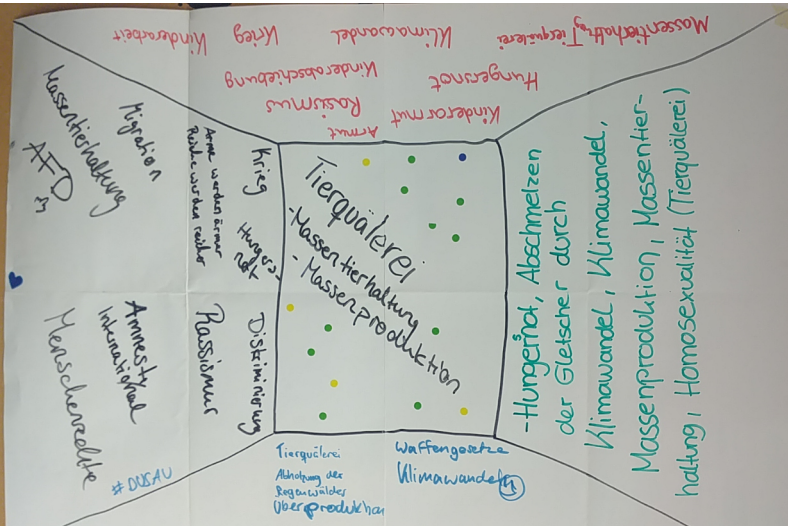 Massentierhaltung, Tierquälerei
Klimawandel
Krieg
Kinderarbeit
Hungersnot
Kinderabschiebung
Kinderarmut
Rassismus
Armut
Migration
Massentierhaltung
AFD
Krieg
Arme werden ärmer
Reiche werden reicher
Hungers-
not
Diskriminierung
Rassismus
Amnesty
International
Menschenrechte
#DUSAU
Tierquälerei
-Massentierhaltung
- Massenproduktion
-Hungersnot, Abschmelzen
der Gletscher durch
Klimawandel, Klimawandel,
Massenproduktion, Massentier-
haltung, Homosexualität (Tierquälerei)
Tierquälerei
Abholzung der
Regenwälder
Überproduktion
Waffengesetze
Klimawandel